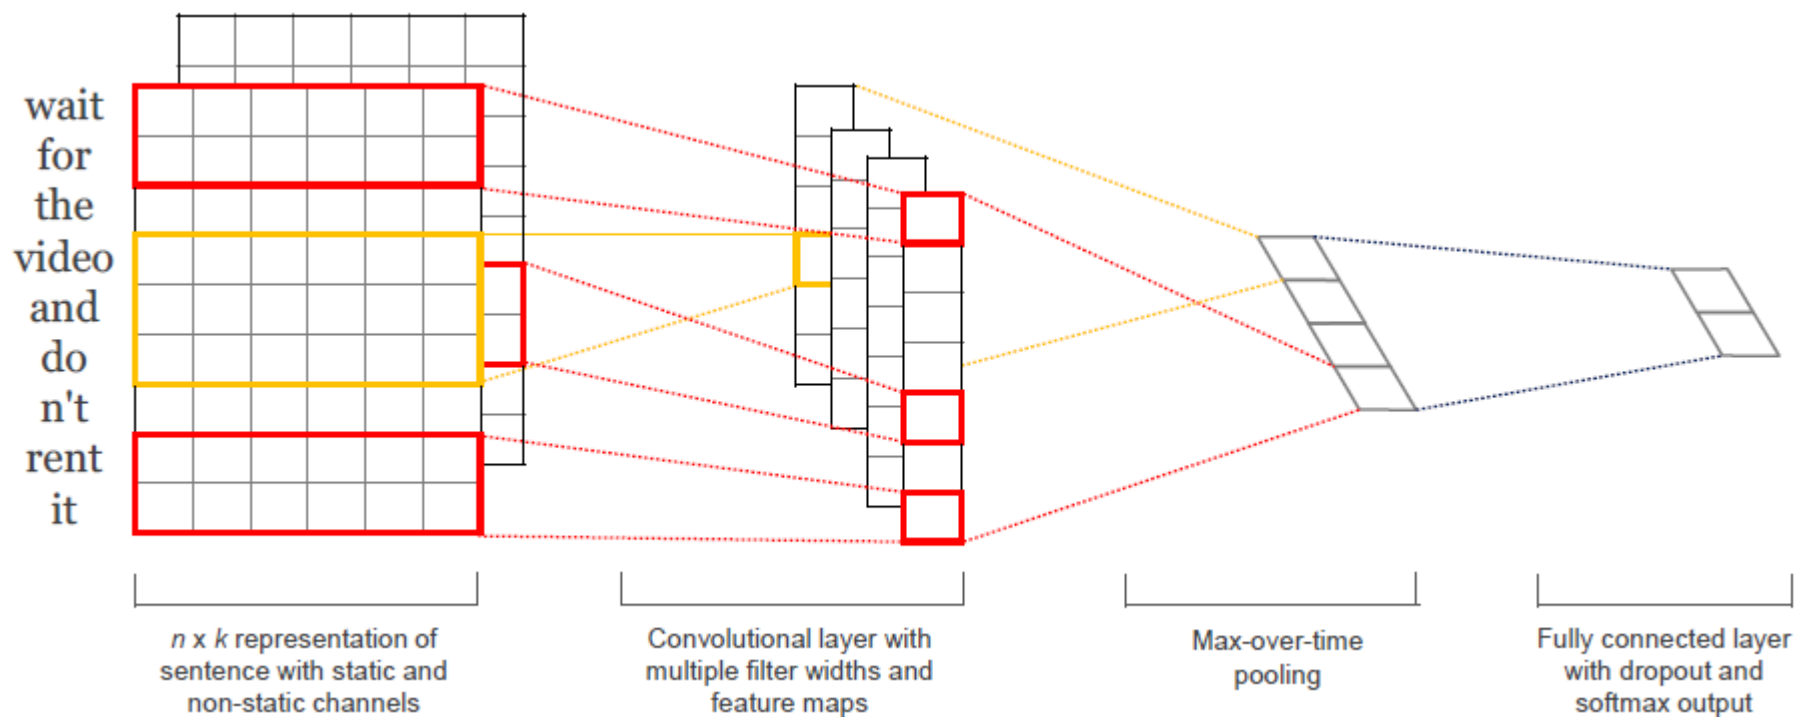 wait
for
the
video
and
do
n't
rent
it
n x k representation of
sentence with static and
non-static channels
Convolutional layer with
multiple filter widths and
feature maps
Max-over-time
pooling
Fully connected layer
with dropout and
softmax output